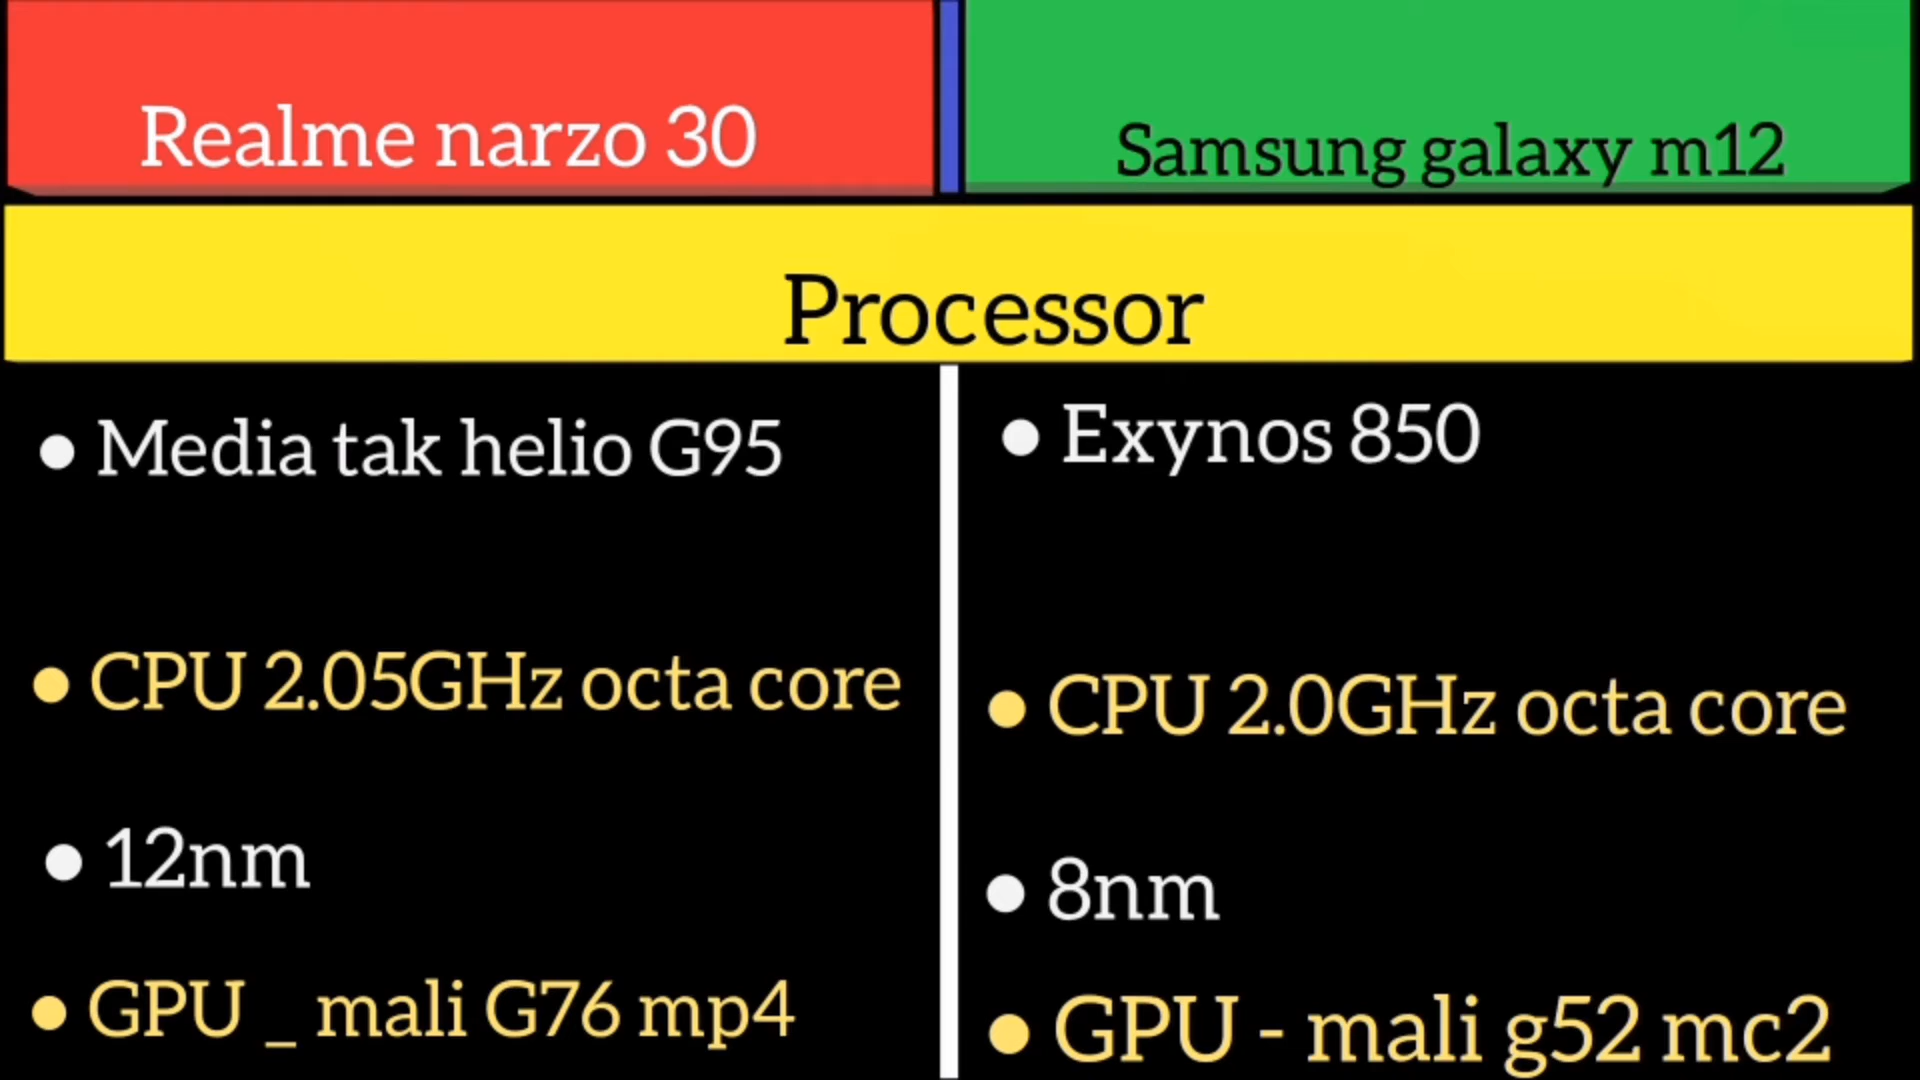 Realme narzo 30
Samsung galaxy m12
Processor
• Media tak helio G95
• CPU 2.05GHz octa core
• 12nm
• GPU _ mali G76 mp4
• Exynos 850
• CPU 2.0GHz octa core
• 8nm
• GPU - mali g52 mc2